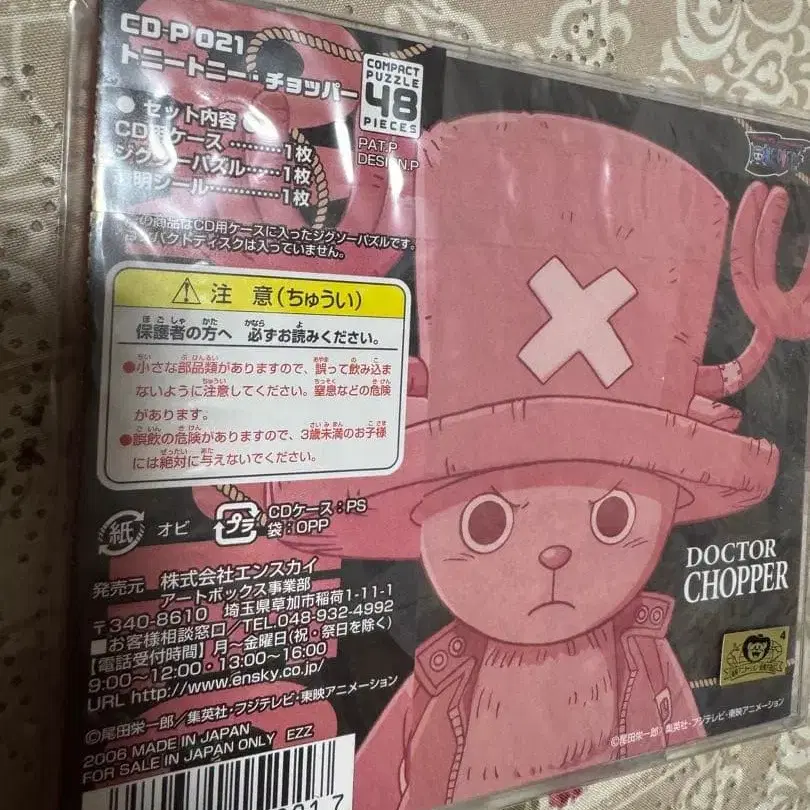 CD-P021
トニートニー・チョッパー
COMPACT
PUZZLE
48
PIECES
PAT.P
DESIGN.P
●セット内容
CD用ケース………1枚
ジグソーパズル……1枚
明シール…………1枚
の商品はCD用ケースに入ったジグソーパズルです。
パクトディスクは入っていません。
注 意(ちゅうい)
保護者の方へ 必ずお読みください。
●小さな部品類がありますので、誤って飲み込ま
ないように注意してください。窒息などの危険
があります。
●誤飲の危険がありますので、3歳未満のお子様
には絶対に与えないでください。
紙 オビ
プラ CDケース:PS
袋:OPP
発売元 株式会社エンスカイ
アートボックス事業部
〒340-8610 埼玉県草加市稲荷1-11-1
■お客様相談窓口/TEL.048-932-4992
【電話受付時間】月~金曜日(祝・祭日を除く)
9:00~12:00・13:00~16:00
URL http://www.ensky.co.jp/
©尾田栄一郎/集英社・フジテレビ・東映アニメーション
2006 MADE IN JAPAN
FOR SALE IN JAPAN ONLY EZZ
DOCTOR
CHOPPER
4
©尾田栄一郎/集英社・フジテレビ・東映アニメーション